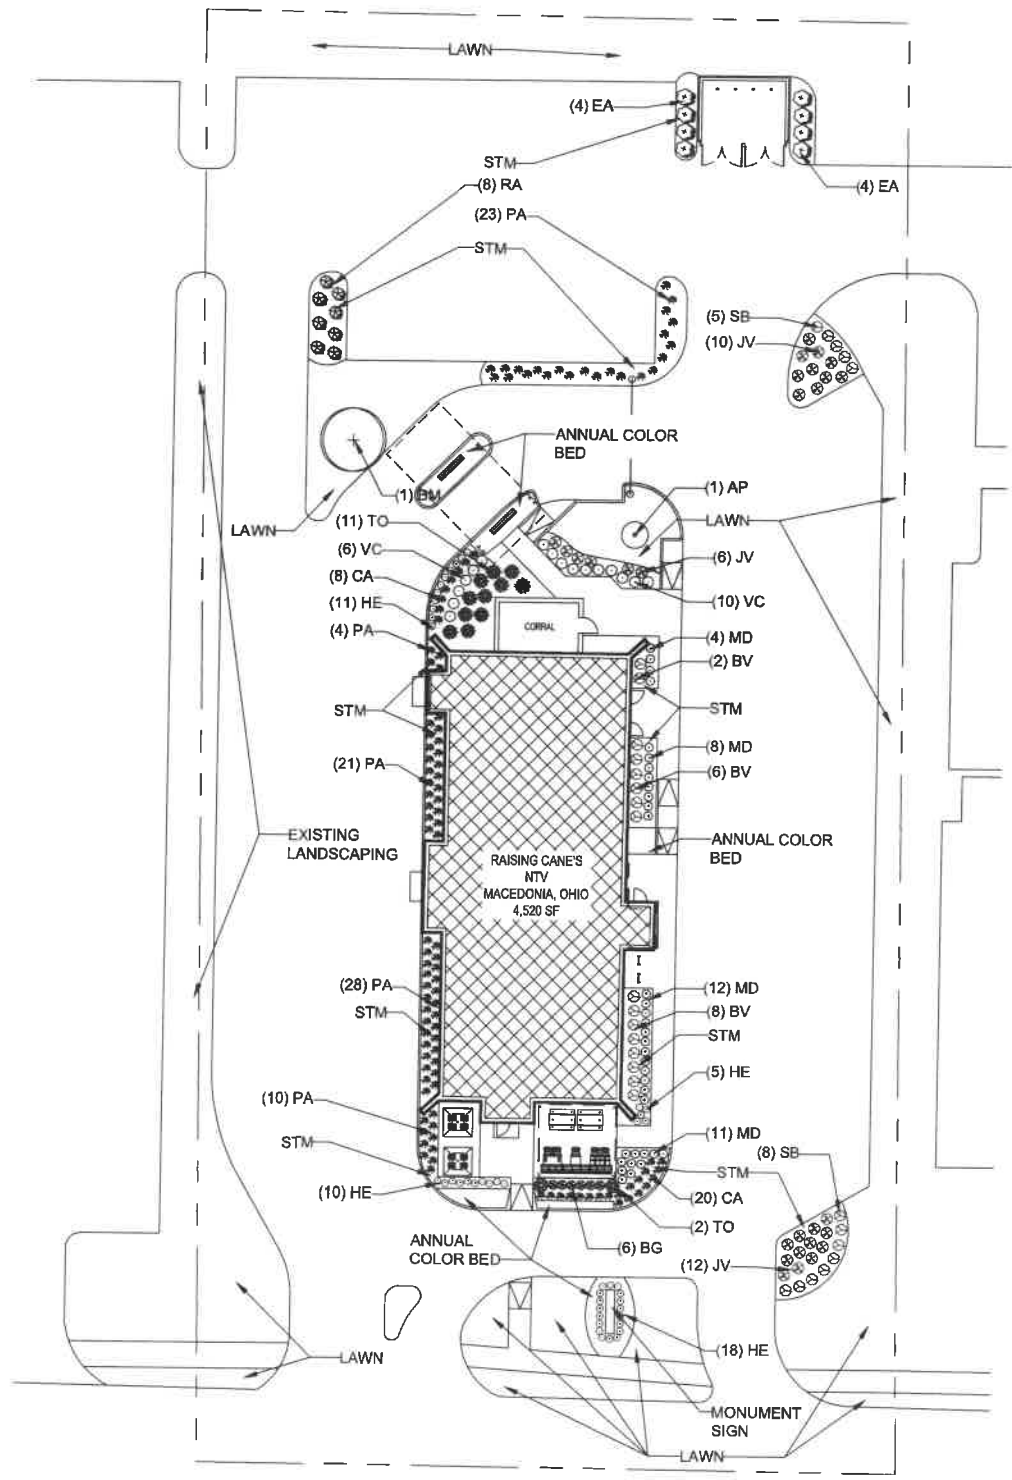 LAWN
(4) EA
STM
(4) EA
(8) RA
(23) PA
STM
(5) SB
(10) JV
ANNUAL COLOR
BED
(1) BM
(1) AP
LAWN
LAWN
(11) TO
(6) VC
(8) CA
(11) HE
(4) PA
(6) JV
(10) VC
CORRAL
(4) MD
(2) BV
STM
STM
(8) MD
(21) PA
(6) BV
EXISTING
LANDSCAPING
ANNUAL COLOR
BED
RAISING CANE'S
NTV
MACEDONIA, OHIO
4,520 SF
(28) PA
STM
(12) MD
(8) BV
STM
(5) HE
(10) PA
STM
(11) MD
(8) SB
STM
(10) HE
(20) CA
(2) TO
ANNUAL
COLOR BED
(6) BG
(12) JV
LAWN
(18) HE
MONUMENT
SIGN
LAWN